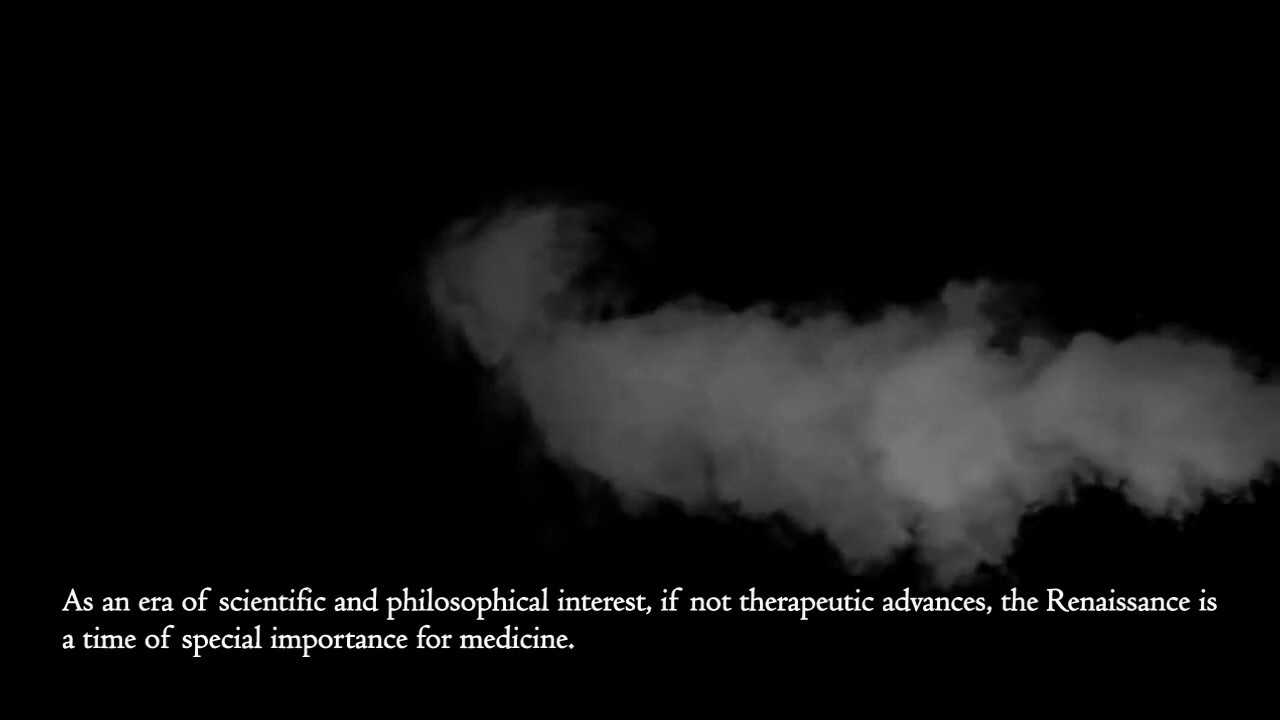 As an era of scientific and philosophical interest, if not therapeutic advances, the Renaissance is
a time of special importance for medicine.